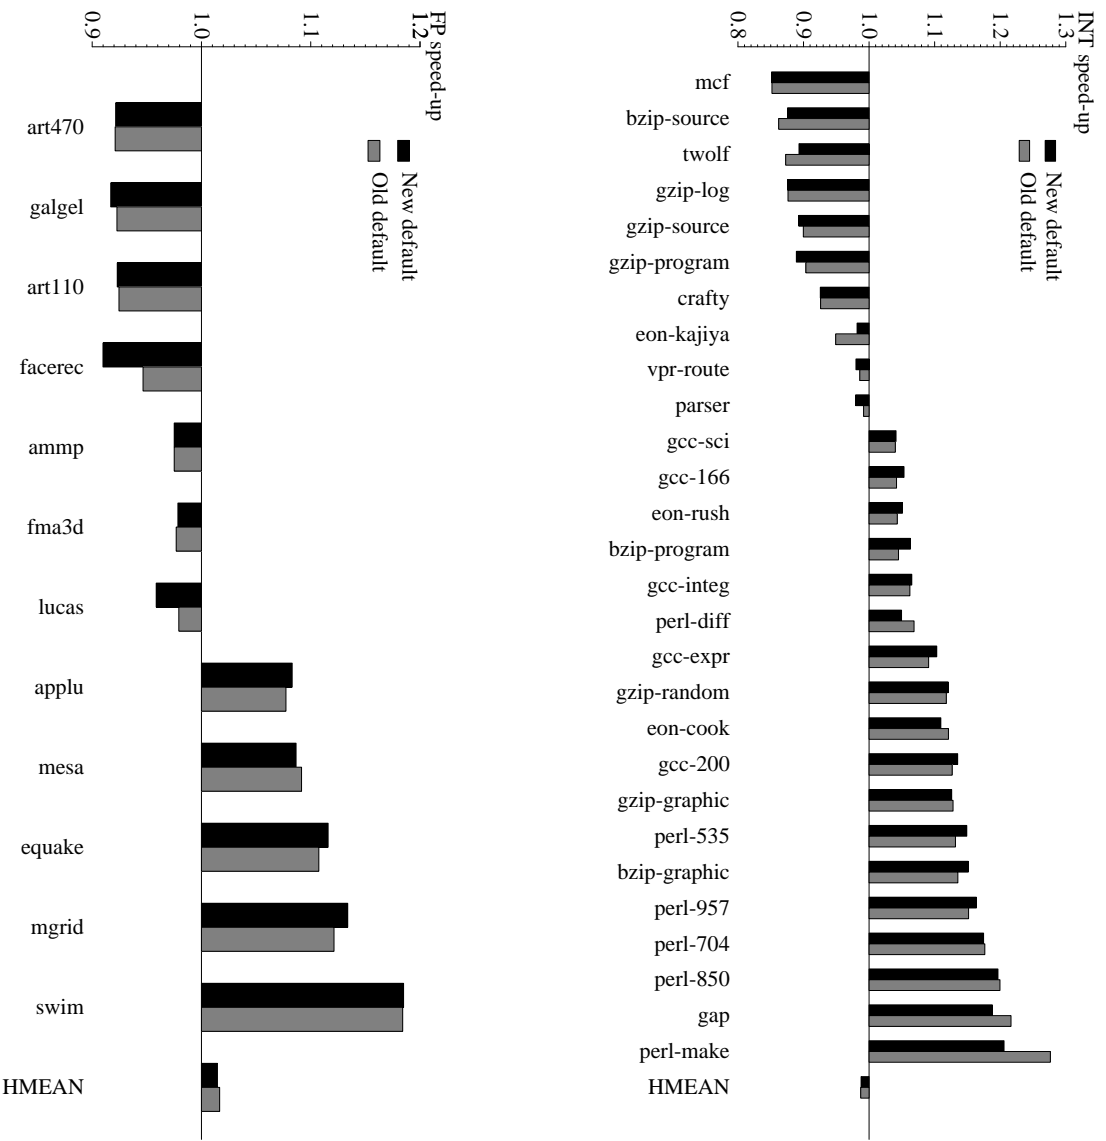 FP speed-up
0.9
1.0
1.1
1.2
New default
Old default
art470
galgel
art110
facerec
ammp
fma3d
lucas
applu
mesa
equake
mgrid
swim
HMEAN
INT speed-up
0.8
0.9
1.0
1.1
1.2
1.3
New default
Old default
mcf
bzip-source
twolf
gzip-log
gzip-source
gzip-program
crafty
eon-kajiya
vpr-route
parser
gcc-sci
gcc-166
eon-rush
bzip-program
gcc-integ
perl-diff
gcc-expr
gzip-random
eon-cook
gcc-200
gzip-graphic
perl-535
bzip-graphic
perl-957
perl-704
perl-850
gap
perl-make
HMEAN